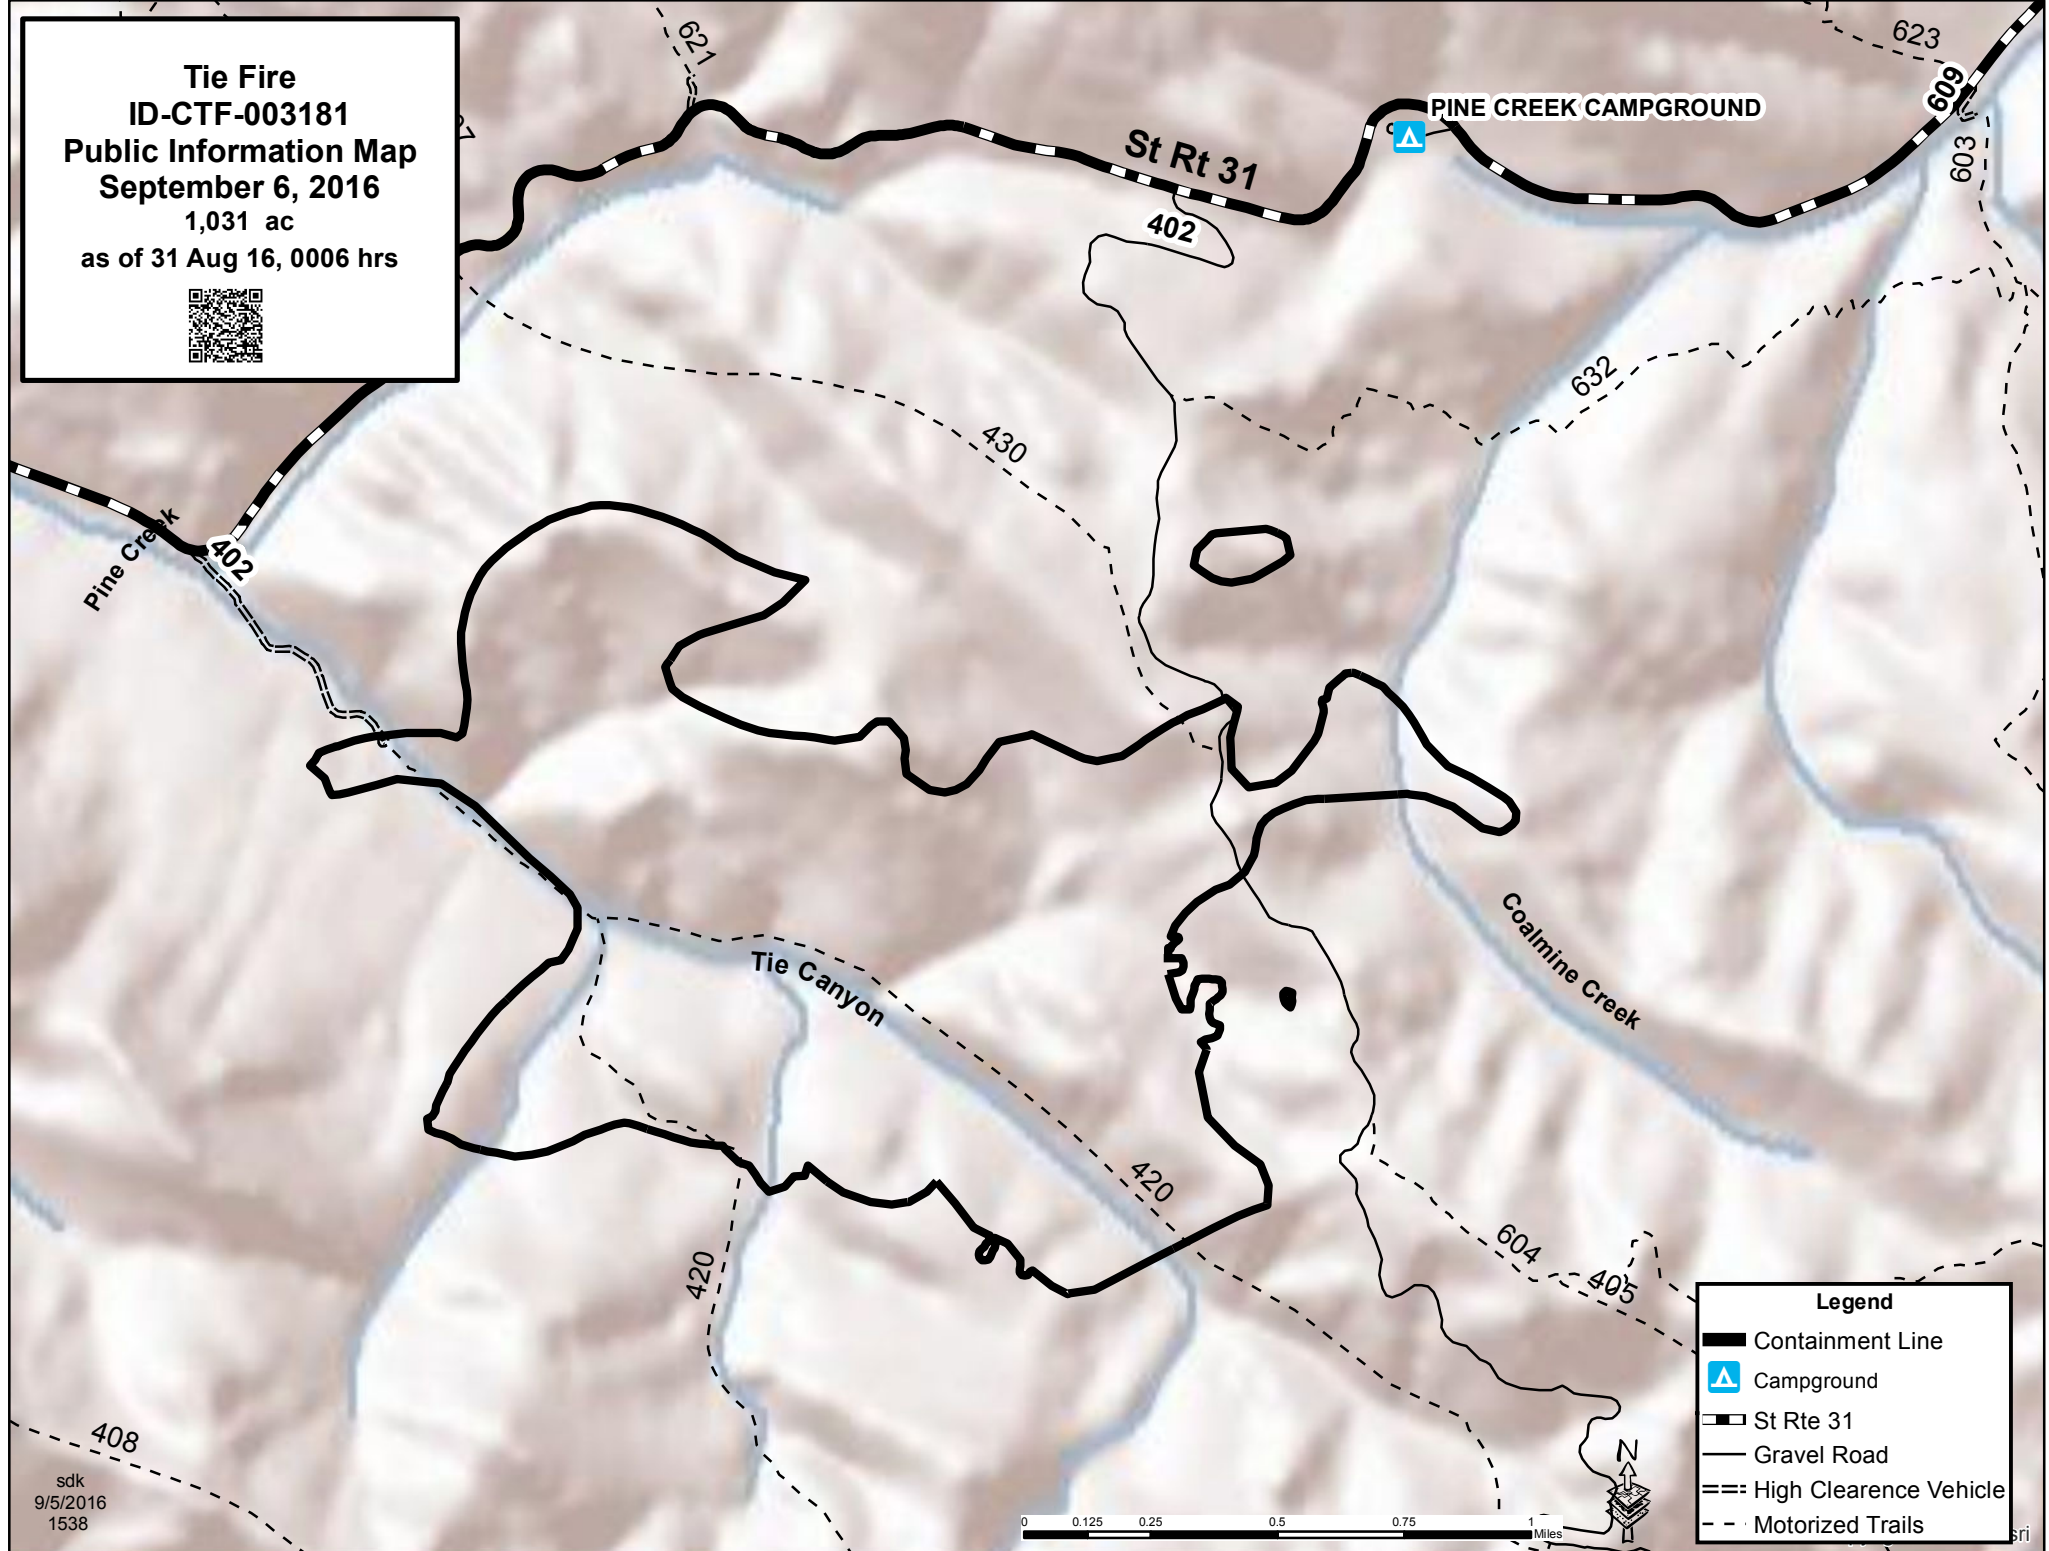 Tie Fire
ID-CTF-003181
Public Information Map
September 6, 2016
1,031 ac
as of 31 Aug 16, 0006 hrs
621
623
609
603
PINE CREEK CAMPGROUND
St Rt 31
402
632
430
Pine Creek
402
Coalmine Creek
Tie Canyon
420
420
604
405
408
sdk
9/5/2016
1538
0 0.125 0.25 0.5 0.75 1
Miles
N
Legend
Containment Line
Campground
St Rte 31
Gravel Road
High Clearence Vehicle
Motorized Trails